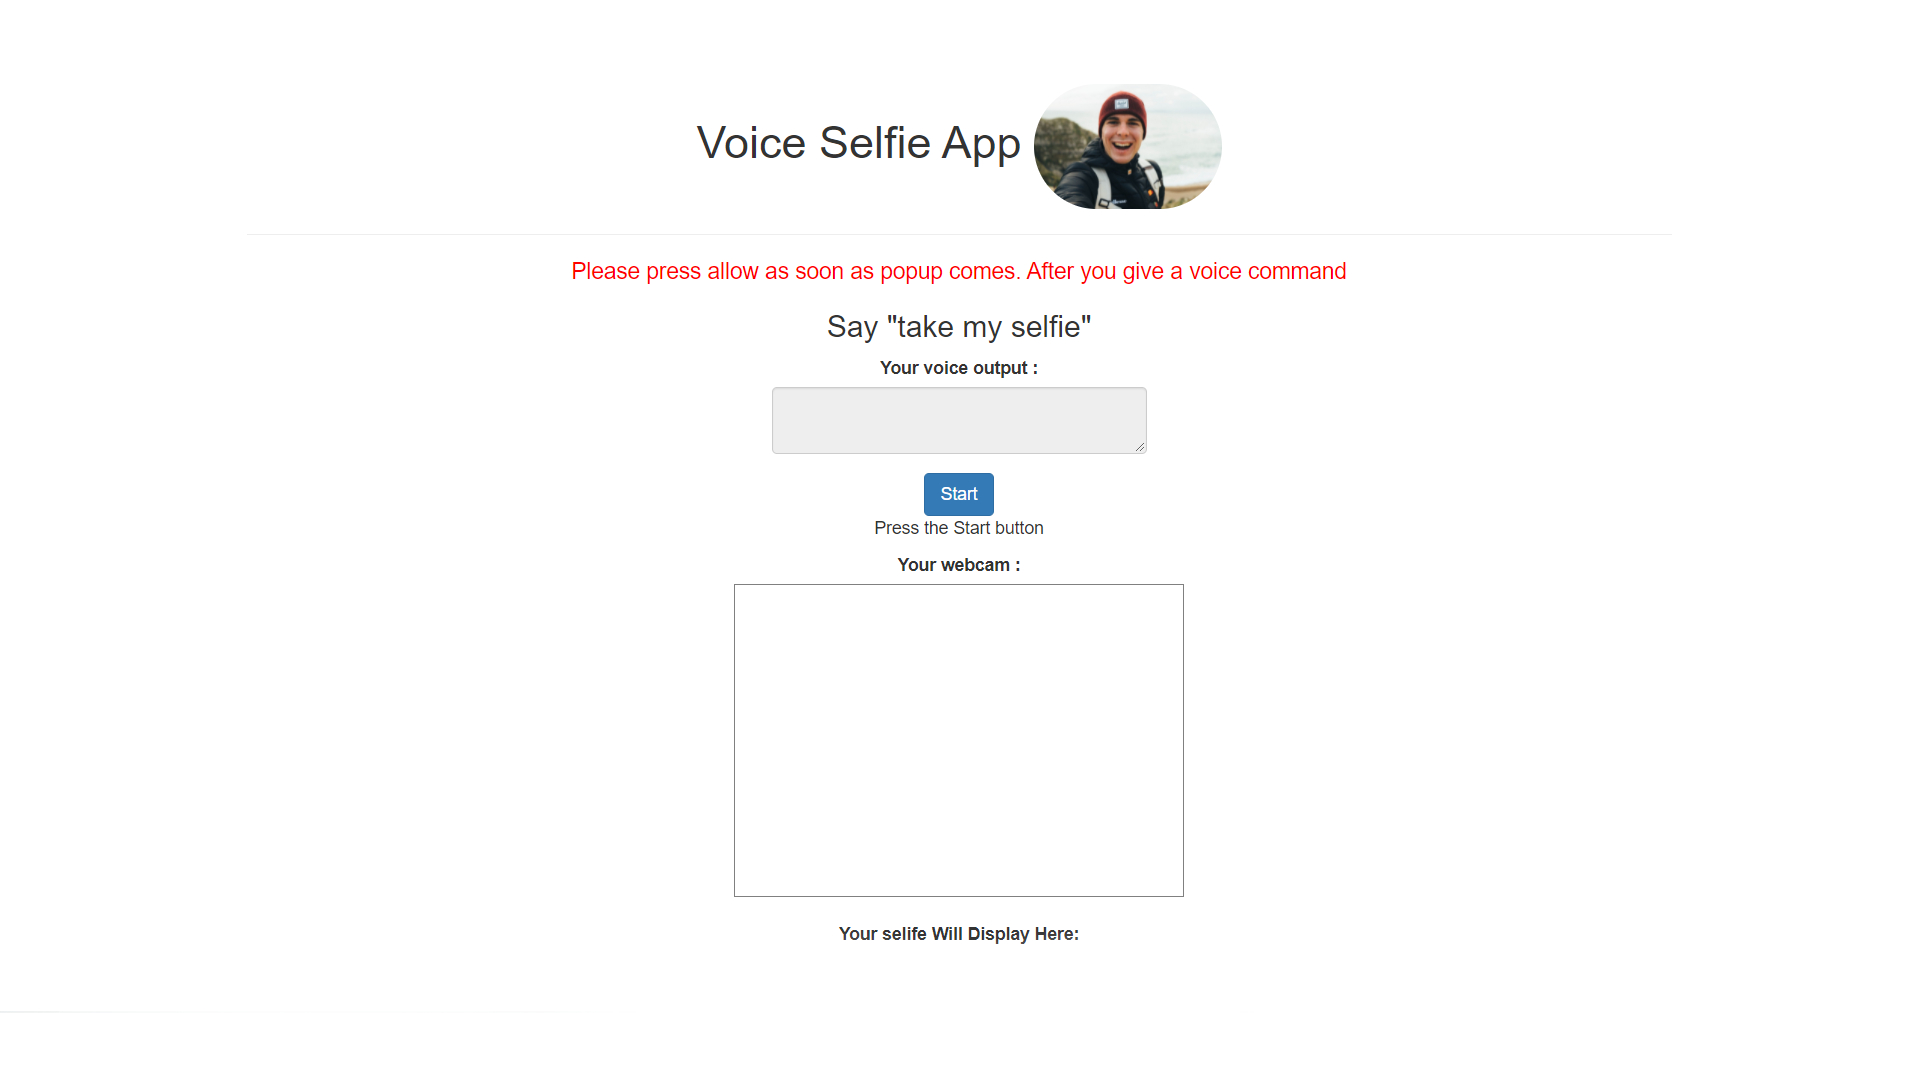 Voice Selfie App
Please press allow as soon as popup comes. After you give a voice command
Say "take my selfie"
Your voice output :
Start
Press the Start button
Your webcam :
Your selife Will Display Here: